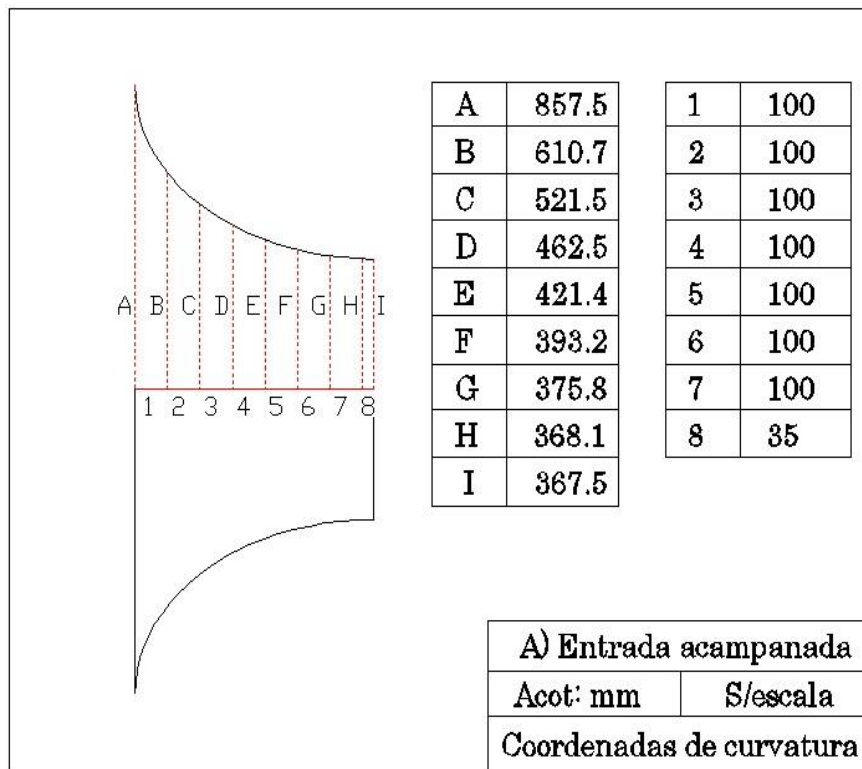 A 857.5
B 610.7
C 521.5
D 462.5
E 421.4
F 393.2
G 375.8
H 368.1
I 367.5
1 100
2 100
3 100
4 100
5 100
6 100
7 100
8 35
A B C D E F G H I
1 2 3 4 5 6 7 8
A) Entrada acampanada
Acot: mm S/escala
Coordenadas de curvatura